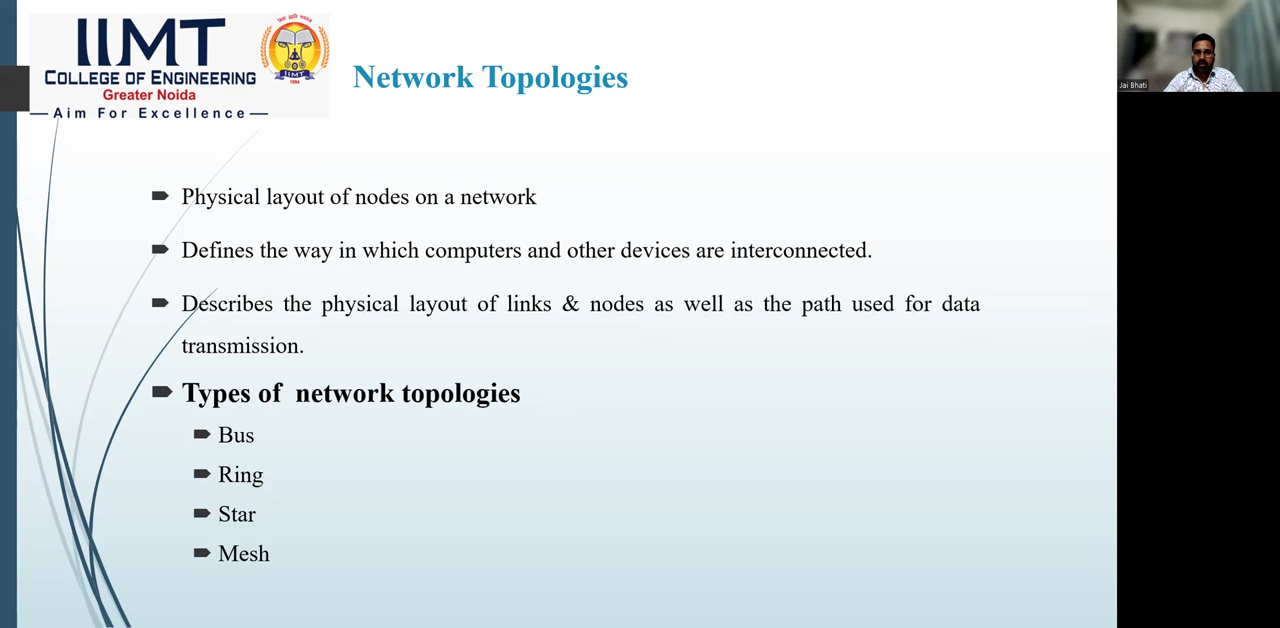 IIMT
COLLEGE OF ENGINEERING
Greater Noida
Aim For Excellence
IIMT
Network Topologies
Jai Bhati
Physical layout of nodes on a network
Defines the way in which computers and other devices are interconnected.
Describes the physical layout of links & nodes as well as the path used for data
transmission.
Types of network topologies
Bus
Ring
Star
Mesh